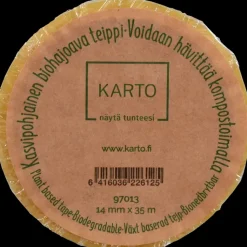 Kasvipohjainen biohajoava teippi-Voidaan hävittää kompostoimalla
KARTO
näytä tunteesi
www.karto.fi
6 416036 226125
97013
14 mm x 35 m
Plant based tape-Biodegradable-Växt baserad tejp-Bionedbrytbar